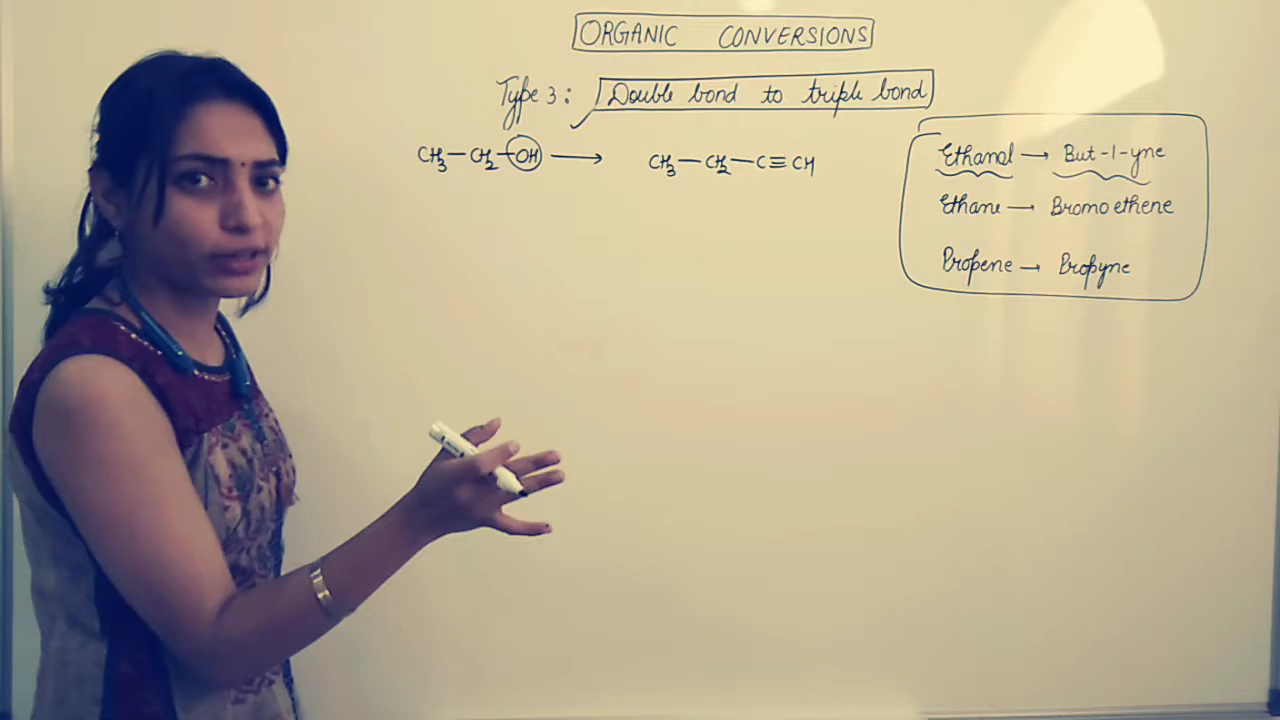 ORGANIC CONVERSIONS
Type 3: Double bond to triple bond
CH₃—CH₂—OH ⟶ CH₃—CH₂—C≡CH
Ethanol → But-1-yne
Ethane → Bromoethene
Propene → Propyne